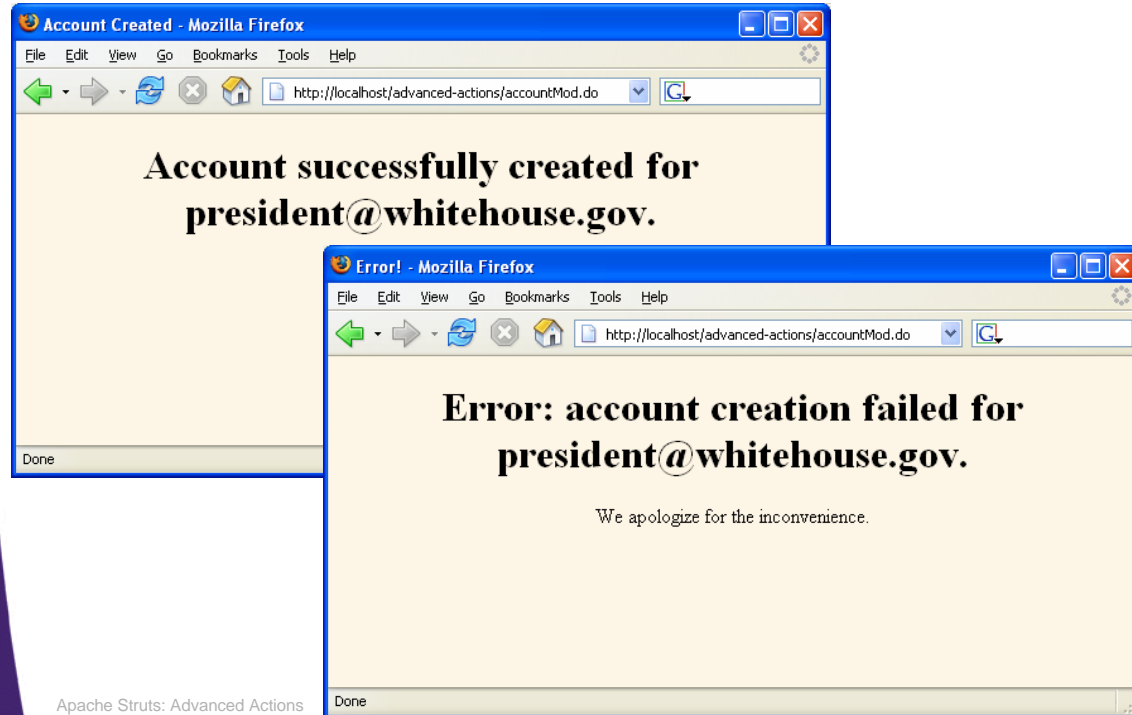 Account Created - Mozilla Firefox
File Edit View Go Bookmarks Tools Help
http://localhost/advanced-actions/accountMod.do
G
Account successfully created for
president@whitehouse.gov.
Done
Error! - Mozilla Firefox
File Edit View Go Bookmarks Tools Help
http://localhost/advanced-actions/accountMod.do
G
Error: account creation failed for
president@whitehouse.gov.
We apologize for the inconvenience.
Done
Apache Struts: Advanced Actions